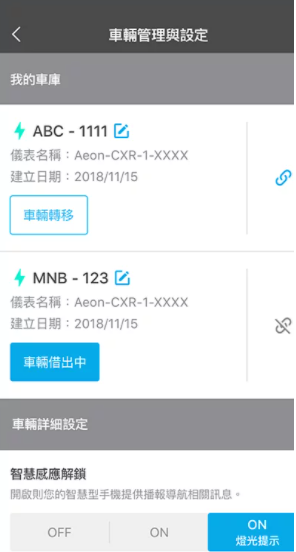 車輛管理與設定
我的車庫
ABC - 1111
儀表名稱：Aeon-CXR-1-XXXX
建立日期：2018/11/15
車輛轉移
MNB - 123
儀表名稱：Aeon-CXR-1-XXXX
建立日期：2018/11/15
車輛借出中
車輛詳細設定
智慧感應解鎖
開啟則您的智慧型手機提供播報導航相關訊息。
OFF
ON
ON
燈光提示